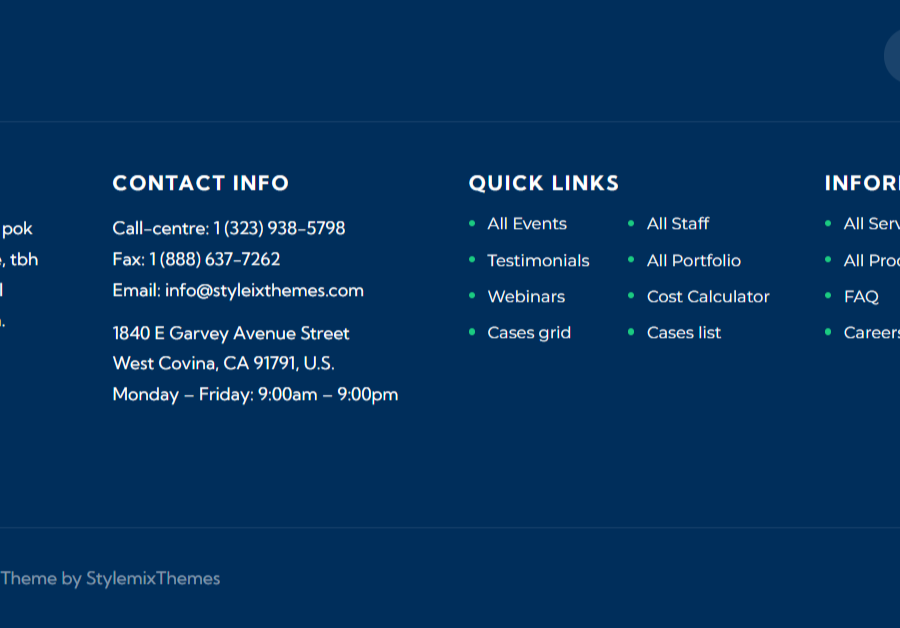 pok
, tbh
CONTACT INFO
Call-centre: 1 (323) 938-5798
Fax: 1 (888) 637-7262
Email: info@styleixthemes.com
1840 E Garvey Avenue Street
West Covina, CA 91791, U.S.
Monday – Friday: 9:00am – 9:00pm
QUICK LINKS
All Events
Testimonials
Webinars
Cases grid
All Staff
All Portfolio
Cost Calculator
Cases list
INFOR
All Serv
All Pro
FAQ
Careers
Theme by StylemixThemes